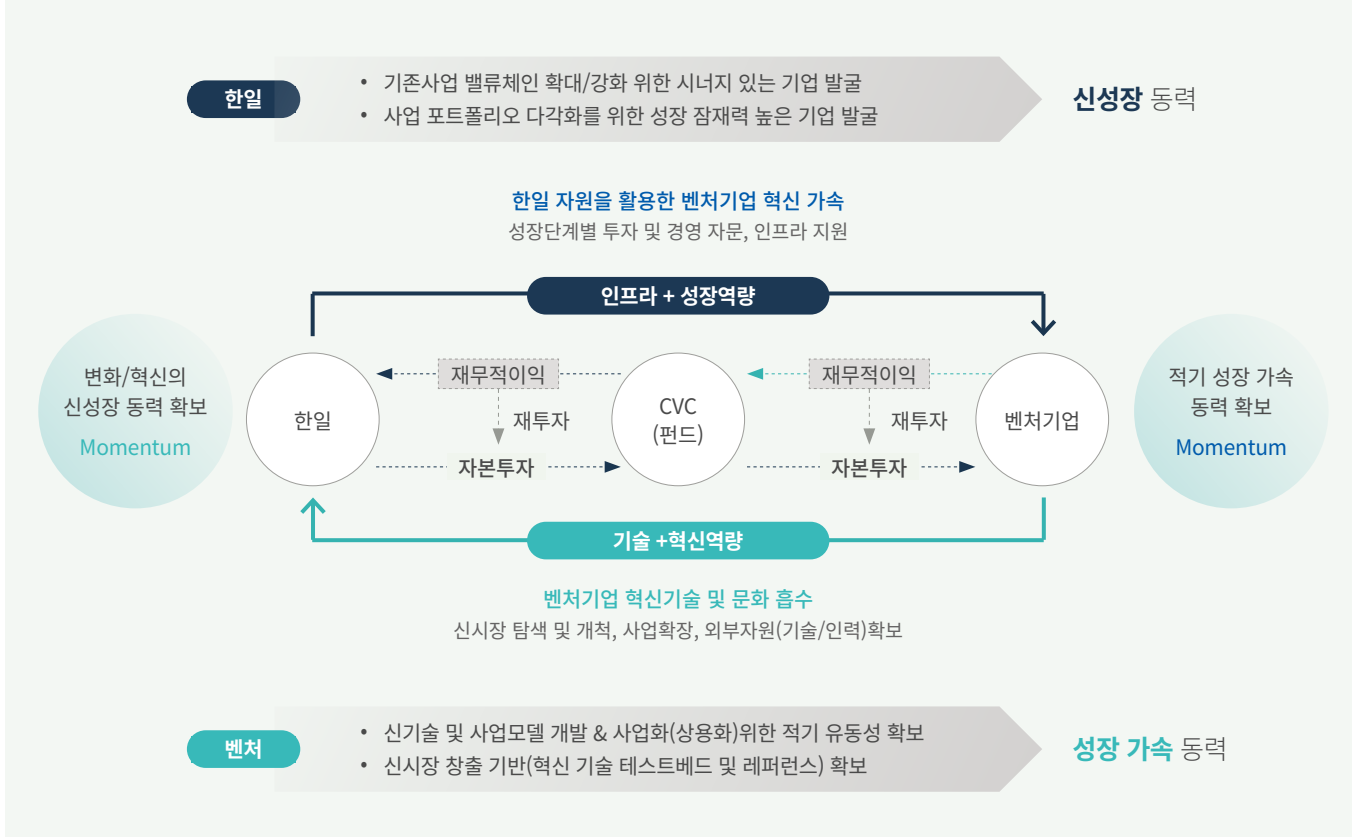 한일
• 기존사업 밸류체인 확대/강화 위한 시너지 있는 기업 발굴
• 사업 포트폴리오 다각화를 위한 성장 잠재력 높은 기업 발굴
신성장 동력
한일 자원을 활용한 벤처기업 혁신 가속
성장단계별 투자 및 경영 자문, 인프라 지원
인프라 + 성장역량
변화/혁신의
신성장 동력 확보
Momentum
한일
재무적이익
재투자
자본투자
CVC
(펀드)
재무적이익
재투자
자본투자
벤처기업
적기 성장 가속
동력 확보
Momentum
기술 +혁신역량
벤처기업 혁신기술 및 문화 흡수
신시장 탐색 및 개척, 사업확장, 외부자원(기술/인력)확보
벤처
• 신기술 및 사업모델 개발 & 사업화(상용화)위한 적기 유동성 확보
• 신시장 창출 기반(혁신 기술 테스트베드 및 레퍼런스) 확보
성장 가속 동력